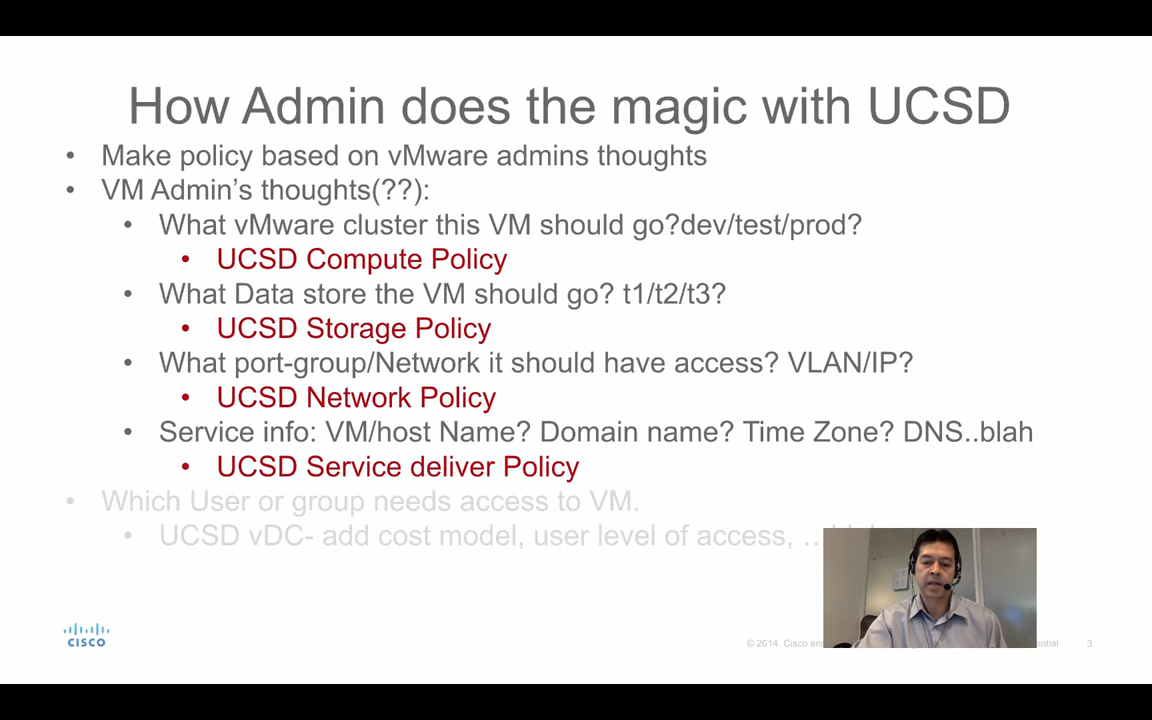 How Admin does the magic with UCSD
• Make policy based on vMware admins thoughts
• VM Admin's thoughts(??):
• What vMware cluster this VM should go?dev/test/prod?
• UCSD Compute Policy
• What Data store the VM should go? t1/t2/t3?
• UCSD Storage Policy
• What port-group/Network it should have access? VLAN/IP?
• UCSD Network Policy
• Service info: VM/host Name? Domain name? Time Zone? DNS..blah
• UCSD Service deliver Policy
• Which User or group needs access to VM.
• UCSD vDC- add cost model, user level of access, ..
CISCO
© 2014 Cisco 3